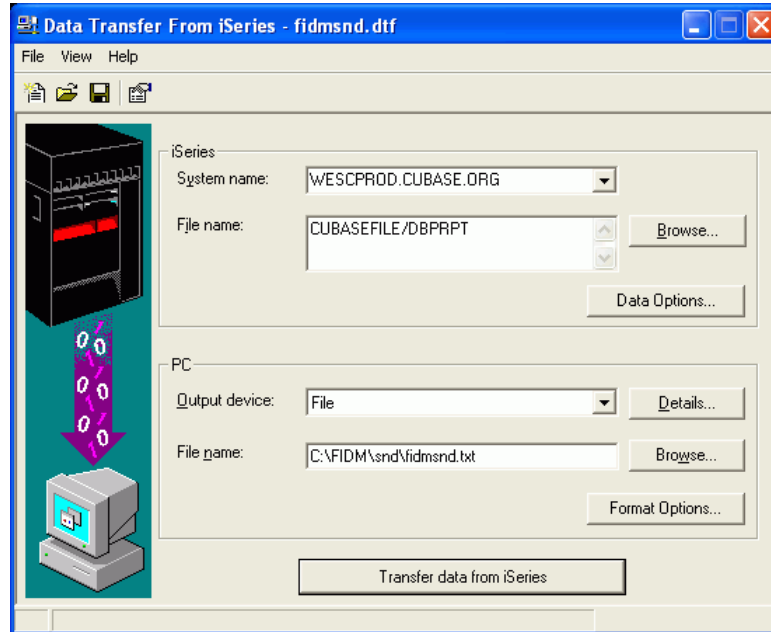 Data Transfer From iSeries - fidmsnd.dtf
File View Help
iSeries
System name: WESCPROD.CUBASE.ORG
File name: CUBASEFILE/DBPRPT Browse...
Data Options...
PC
Output device: File Details...
File name: C:\FIDM\snd\fidmsnd.txt Browse...
Format Options...
Transfer data from iSeries